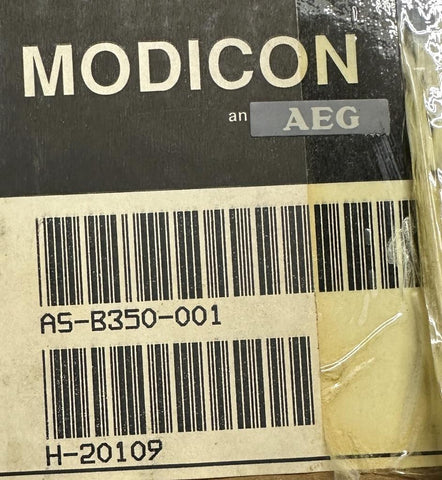 MODICON
an AEG
AS-B350-001
H-20109